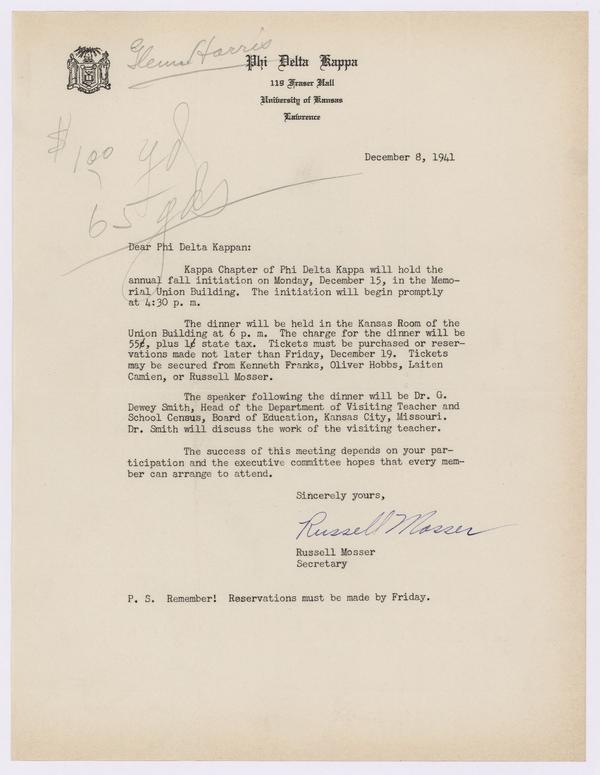 Glenn Harris
Phi Delta Kappa
119 Fraser Hall
University of Kansas
Lawrence
$1.00 yd
65 yds
December 8, 1941
Dear Phi Delta Kappan:
Kappa Chapter of Phi Delta Kappa will hold the
annual fall initiation on Monday, December 15, in the Memo-
rial Union Building. The initiation will begin promptly
at 4:30 p. m.
The dinner will be held in the Kansas Room of the
Union Building at 6 p. m. The charge for the dinner will be
55¢, plus 1¢ state tax. Tickets must be purchased or reser-
vations made not later than Friday, December 19. Tickets
may be secured from Kenneth Franks, Oliver Hobbs, Laiten
Camien, or Russell Mosser.
The speaker following the dinner will be Dr. G.
Dewey Smith, Head of the Department of Visiting Teacher and
School Census, Board of Education, Kansas City, Missouri.
Dr. Smith will discuss the work of the visiting teacher.
The success of this meeting depends on your par-
ticipation and the executive committee hopes that every mem-
ber can arrange to attend.
Sincerely yours,
Russell Mosser
Russell Mosser
Secretary
P. S. Remember! Reservations must be made by Friday.